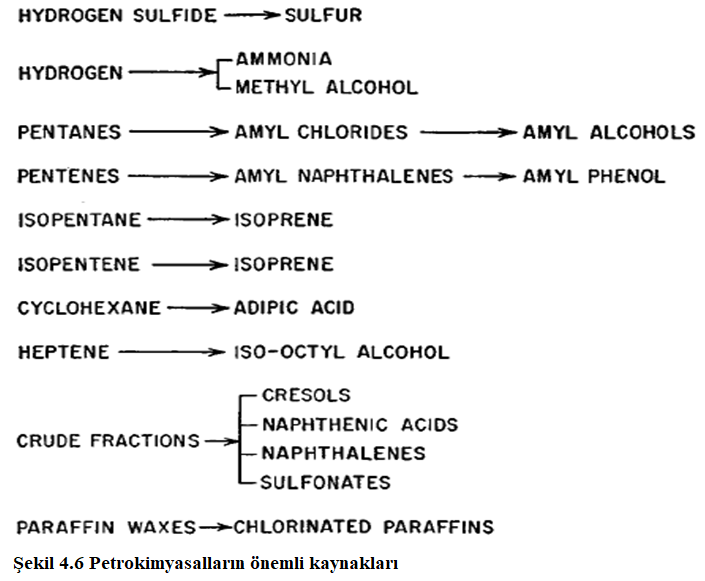 HYDROGEN SULFIDE → SULFUR
HYDROGEN → AMMONIA
METHYL ALCOHOL
PENTANES → AMYL CHLORIDES → AMYL ALCOHOLS
PENTENES → AMYL NAPHTHALENES → AMYL PHENOL
ISOPENTANE → ISOPRENE
ISOPENTENE → ISOPRENE
CYCLOHEXANE → ADIPIC ACID
HEPTENE → ISO-OCTYL ALCOHOL
CRUDE FRACTIONS → CRESOLS
NAPHTHENIC ACIDS
NAPHTHALENES
SULFONATES
PARAFFIN WAXES → CHLORINATED PARAFFINS
Şekil 4.6 Petrokimyasalların önemli kaynakları